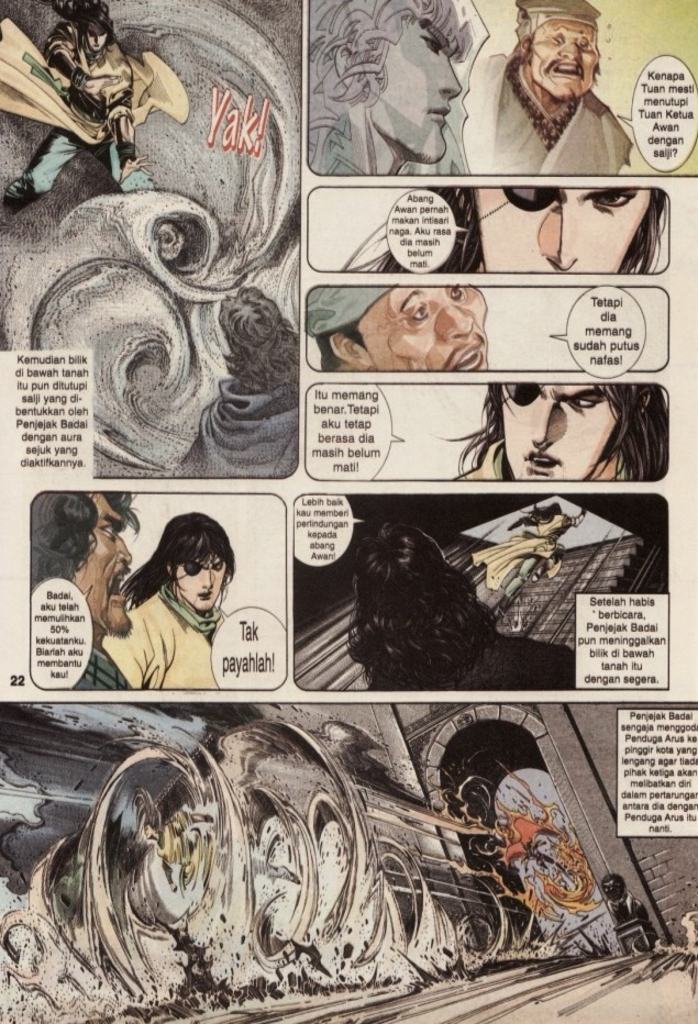 Yak!
Kemudian bilik
di bawah tanah
itu pun ditutupi
salji yang di-
bentukkan oleh
Penjejak Badai
dengan aura
sejuk yang
diaktifkannya.
Kenapa
Tuan mesti
menutupi
Tuan Ketua
Awan
dengan
salji?
Abang
Awan pernah
makan intisari
naga. Aku rasa
dia masih
belum
mati.
Tetapi
dia
memang
sudah putus
nafas!
Itu memang
benar. Tetapi
aku tetap
berasa dia
masih belum
mati!
Badai,
aku telah
memulihkan
50%
kekuatanku.
Biarlah aku
membantu
kau!
Tak
payahlah!
Lebih baik
kau memberi
perlindungan
kepada
abang
Awan!
Setelah habis
berbicara,
Penjejak Badai
pun meninggalkan
bilik di bawah
tanah itu
dengan segera.
22
Penjejak Badai
sengaja menggoda
Penduga Arus ke
pinggir kota yang
lengang agar tiada
pihak ketiga akan
melibatkan diri
dalam pertarungan
antara dia dengan
Penduga Arus itu
nanti.